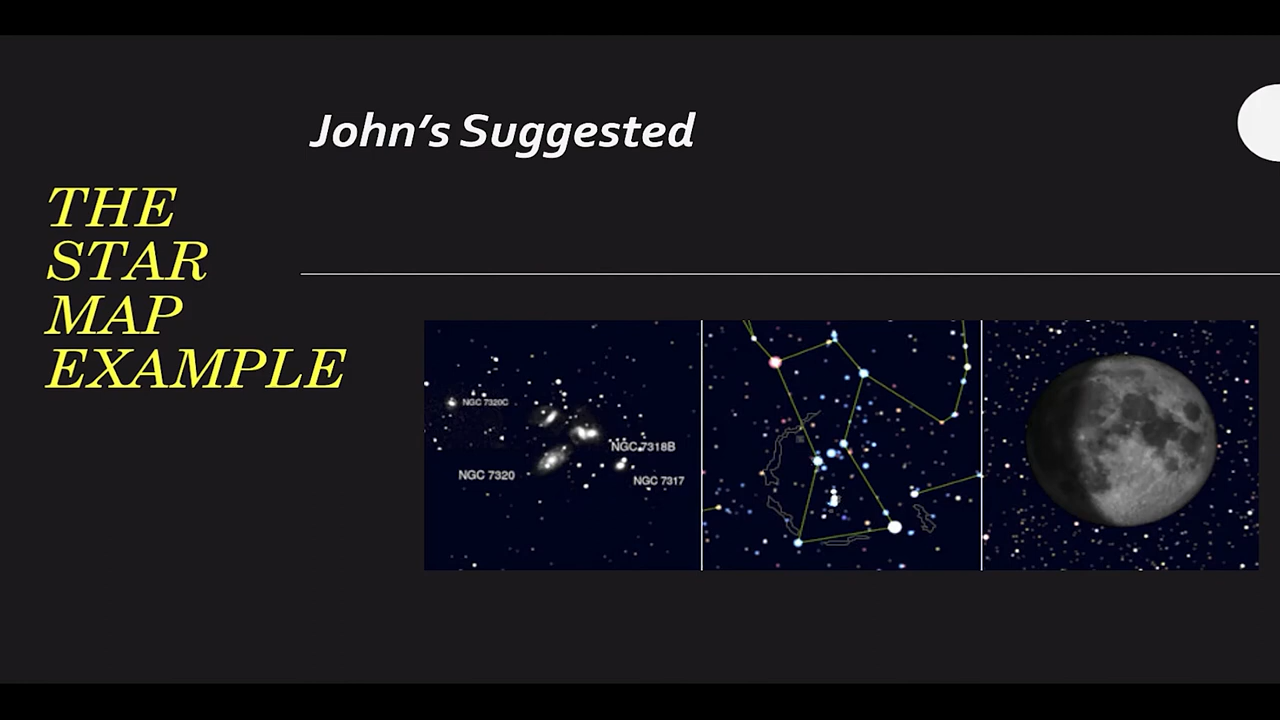 John's Suggested
THE
STAR
MAP
EXAMPLE
NGC 7320C
NGC 7318B
NGC 7320
NGC 7317